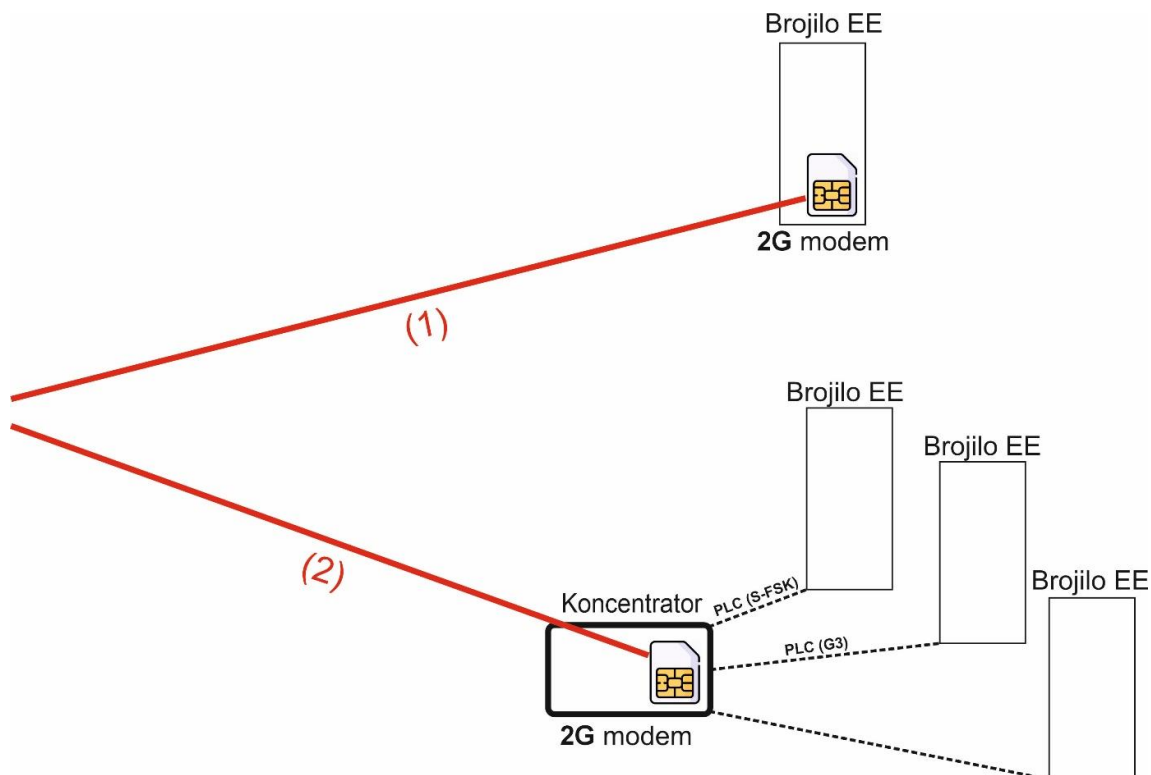 Brojilo EE
2G modem
(1)
Brojilo EE
Brojilo EE
(2)
Brojilo EE
Koncentrator
PLC (S-FSK)
PLC (G3)
2G modem